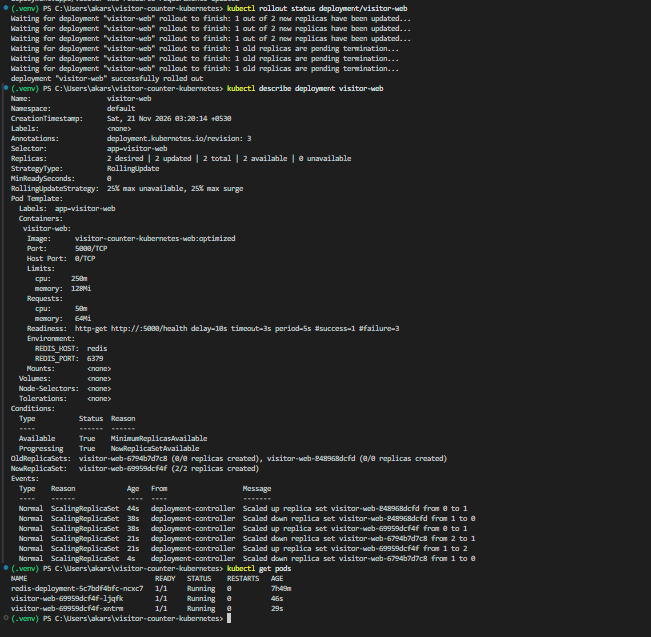 (.venv) PS C:\Users\akars\visitor-counter-kubernetes> kubectl rollout status deployment/visitor-web
Waiting for deployment "visitor-web" rollout to finish: 1 out of 2 new replicas have been updated...
Waiting for deployment "visitor-web" rollout to finish: 1 out of 2 new replicas have been updated...
Waiting for deployment "visitor-web" rollout to finish: 1 out of 2 new replicas have been updated...
Waiting for deployment "visitor-web" rollout to finish: 1 old replicas are pending termination...
Waiting for deployment "visitor-web" rollout to finish: 1 old replicas are pending termination...
Waiting for deployment "visitor-web" rollout to finish: 1 old replicas are pending termination...
deployment "visitor-web" successfully rolled out
(.venv) PS C:\Users\akars\visitor-counter-kubernetes> kubectl describe deployment visitor-web
Name: visitor-web
Namespace: default
CreationTimestamp: Sat, 21 Nov 2026 03:20:14 +0530
Labels: <none>
Annotations: deployment.kubernetes.io/revision: 3
Selector: app=visitor-web
Replicas: 2 desired | 2 updated | 2 total | 2 available | 0 unavailable
StrategyType: RollingUpdate
MinReadySeconds: 0
RollingUpdateStrategy: 25% max unavailable, 25% max surge
Pod Template:
Labels: app=visitor-web
Containers:
visitor-web:
Image: visitor-counter-kubernetes-web:optimized
Port: 5000/TCP
Host Port: 0/TCP
Limits:
cpu: 250m
memory: 128Mi
Requests:
cpu: 50m
memory: 64Mi
Readiness: http-get http://:5000/health delay=10s timeout=3s period=5s #success=1 #failure=3
Environment:
REDIS_HOST: redis
REDIS_PORT: 6379
Mounts: <none>
Volumes: <none>
Node-Selectors: <none>
Tolerations: <none>
Conditions:
Type Status Reason
---- ------ ------
Available True MinimumReplicasAvailable
Progressing True NewReplicaSetAvailable
OldReplicaSets: visitor-web-6794b7d7c8 (0/0 replicas created), visitor-web-848968dcfd (0/0 replicas created)
NewReplicaSet: visitor-web-69959dcf4f (2/2 replicas created)
Events:
Type Reason Age From Message
---- ------ ---- ---- -------
Normal ScalingReplicaSet 44s deployment-controller Scaled up replica set visitor-web-848968dcfd from 0 to 1
Normal ScalingReplicaSet 38s deployment-controller Scaled down replica set visitor-web-848968dcfd from 1 to 0
Normal ScalingReplicaSet 38s deployment-controller Scaled up replica set visitor-web-69959dcf4f from 0 to 1
Normal ScalingReplicaSet 21s deployment-controller Scaled down replica set visitor-web-6794b7d7c8 from 2 to 1
Normal ScalingReplicaSet 21s deployment-controller Scaled up replica set visitor-web-69959dcf4f from 1 to 2
Normal ScalingReplicaSet 4s deployment-controller Scaled down replica set visitor-web-6794b7d7c8 from 1 to 0
(.venv) PS C:\Users\akars\visitor-counter-kubernetes> kubectl get pods
NAME READY STATUS RESTARTS AGE
redis-deployment-5c7bdf4bfc-ncxc7 1/1 Running 0 7h49m
visitor-web-69959dcf4f-ljqfk 1/1 Running 0 46s
visitor-web-69959dcf4f-xntrm 1/1 Running 0 29s
(.venv) PS C:\Users\akars\visitor-counter-kubernetes>